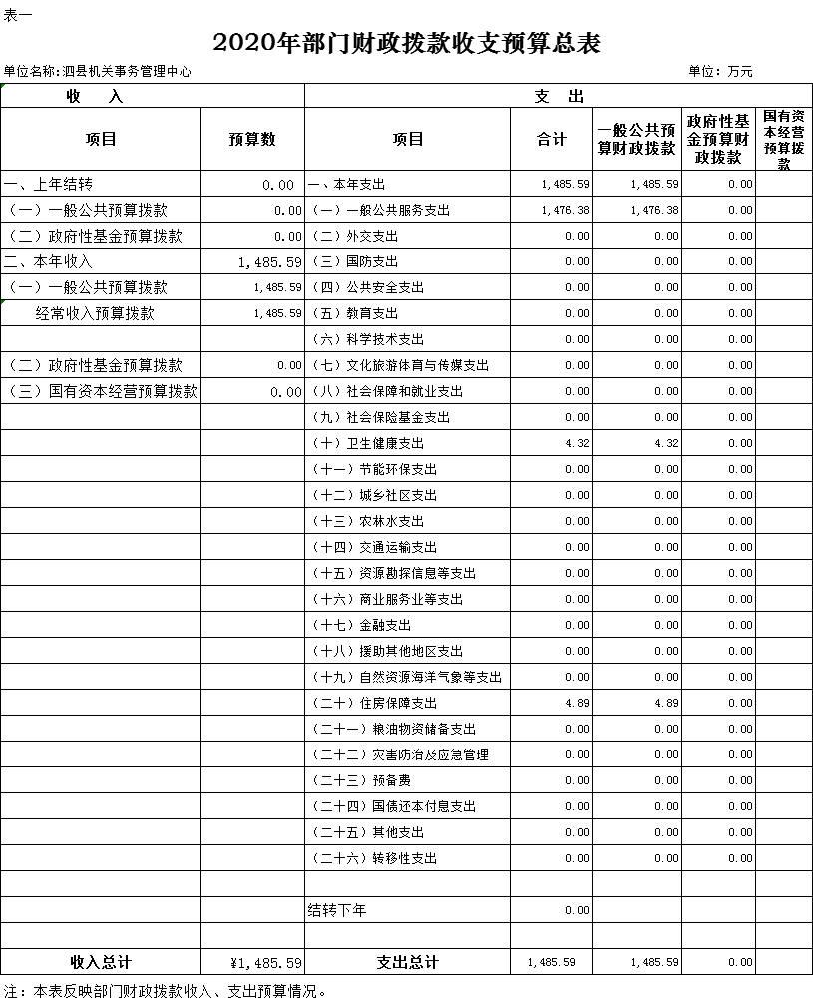 表一
2020年部门财政拨款收支预算总表
单位名称:泗县机关事务管理中心 单位：万元
收 入 支 出
项目 预算数 项目 合计 一般公共预算财政拨款 政府性基金预算财政拨款 国有资本经营预算拨款
一、上年结转 0.00 一、本年支出 1,485.59 1,485.59 0.00
（一）一般公共预算拨款 0.00 （一）一般公共服务支出 1,476.38 1,476.38 0.00
（二）政府性基金预算拨款 0.00 （二）外交支出 0.00 0.00 0.00
二、本年收入 1,485.59 （三）国防支出 0.00 0.00 0.00
（一）一般公共预算拨款 1,485.59 （四）公共安全支出 0.00 0.00 0.00
经常收入预算拨款 1,485.59 （五）教育支出 0.00 0.00 0.00
（六）科学技术支出 0.00 0.00 0.00
（二）政府性基金预算拨款 0.00 （七）文化旅游体育与传媒支出 0.00 0.00 0.00
（三）国有资本经营预算拨款 0.00 （八）社会保障和就业支出 0.00 0.00 0.00
（九）社会保险基金支出 0.00 0.00 0.00
（十）卫生健康支出 4.32 4.32 0.00
（十一）节能环保支出 0.00 0.00 0.00
（十二）城乡社区支出 0.00 0.00 0.00
（十三）农林水支出 0.00 0.00 0.00
（十四）交通运输支出 0.00 0.00 0.00
（十五）资源勘探信息等支出 0.00 0.00 0.00
（十六）商业服务业等支出 0.00 0.00 0.00
（十七）金融支出 0.00 0.00 0.00
（十八）援助其他地区支出 0.00 0.00 0.00
（十九）自然资源海洋气象等支出 0.00 0.00 0.00
（二十）住房保障支出 4.89 4.89 0.00
（二十一）粮油物资储备支出 0.00 0.00 0.00
（二十二）灾害防治及应急管理 0.00 0.00 0.00
（二十三）预备费 0.00 0.00 0.00
（二十四）国债还本付息支出 0.00 0.00 0.00
（二十五）其他支出 0.00 0.00 0.00
（二十六）转移性支出 0.00 0.00 0.00
结转下年 0.00
收入总计 ¥1,485.59 支出总计 1,485.59 1,485.59 0.00
注：本表反映部门财政拨款收入、支出预算情况。